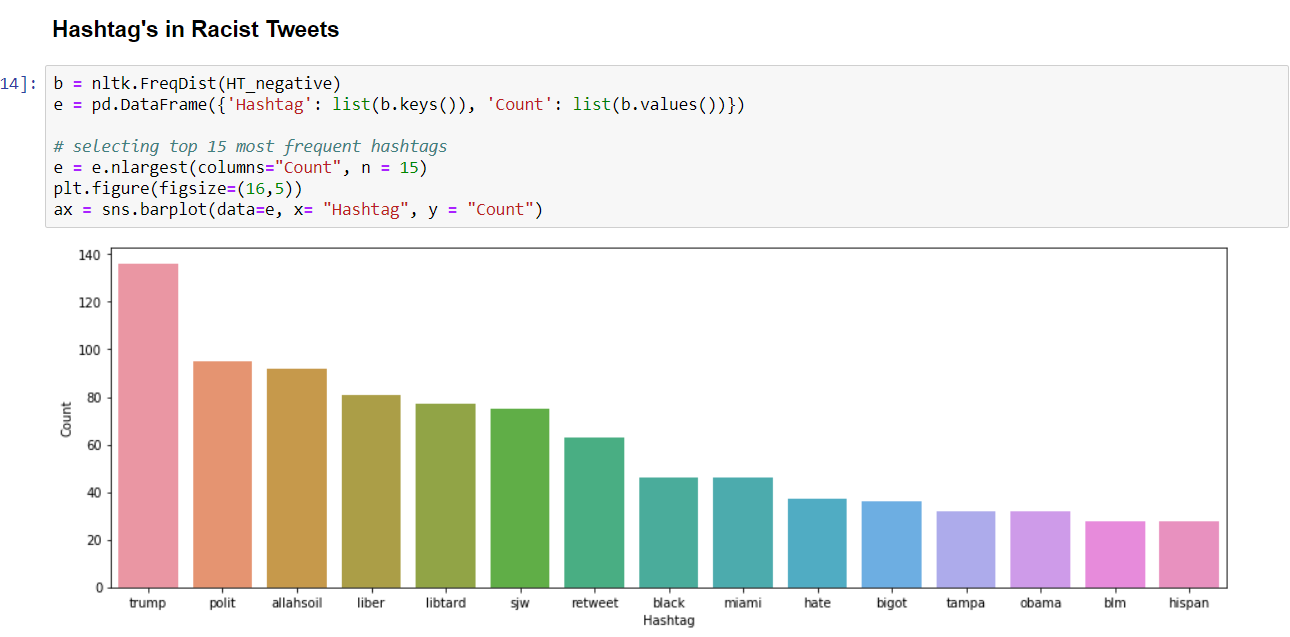 Hashtag's in Racist Tweets
14]:
b = nltk.FreqDist(HT_negative)
e = pd.DataFrame({'Hashtag': list(b.keys()), 'Count': list(b.values())})
# selecting top 15 most frequent hashtags
e = e.nlargest(columns="Count", n = 15)
plt.figure(figsize=(16,5))
ax = sns.barplot(data=e, x= "Hashtag", y = "Count")
140
120
100
80
60
40
20
0
Count
trump polit allahsoil liber libtard sjw retweet black miami hate bigot tampa obama blm hispan
Hashtag